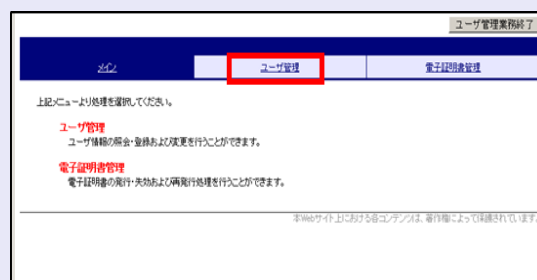 ユーザ管理業務終了
メイン ユーザ管理 電子証明書管理
上記メニューより処理を選択してください。
ユーザ管理
ユーザ情報の照会・登録および変更を行うことができます。
電子証明書管理
電子証明書の発行・失効および再発行処理を行うことができます。
本Webサイト上における各コンテンツは、著作権によって保護されています。